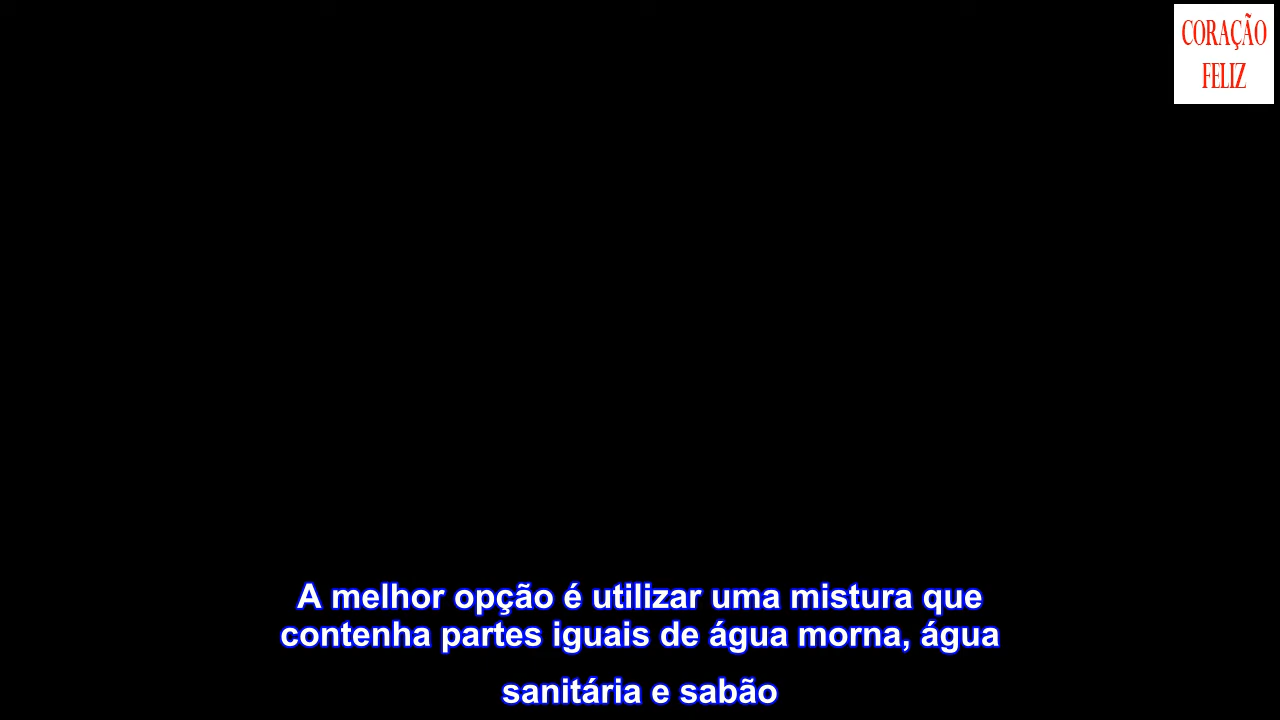 CORAÇÃO
FELIZ
A melhor opção é utilizar uma mistura que
contenha partes iguais de água morna, água
sanitária e sabão